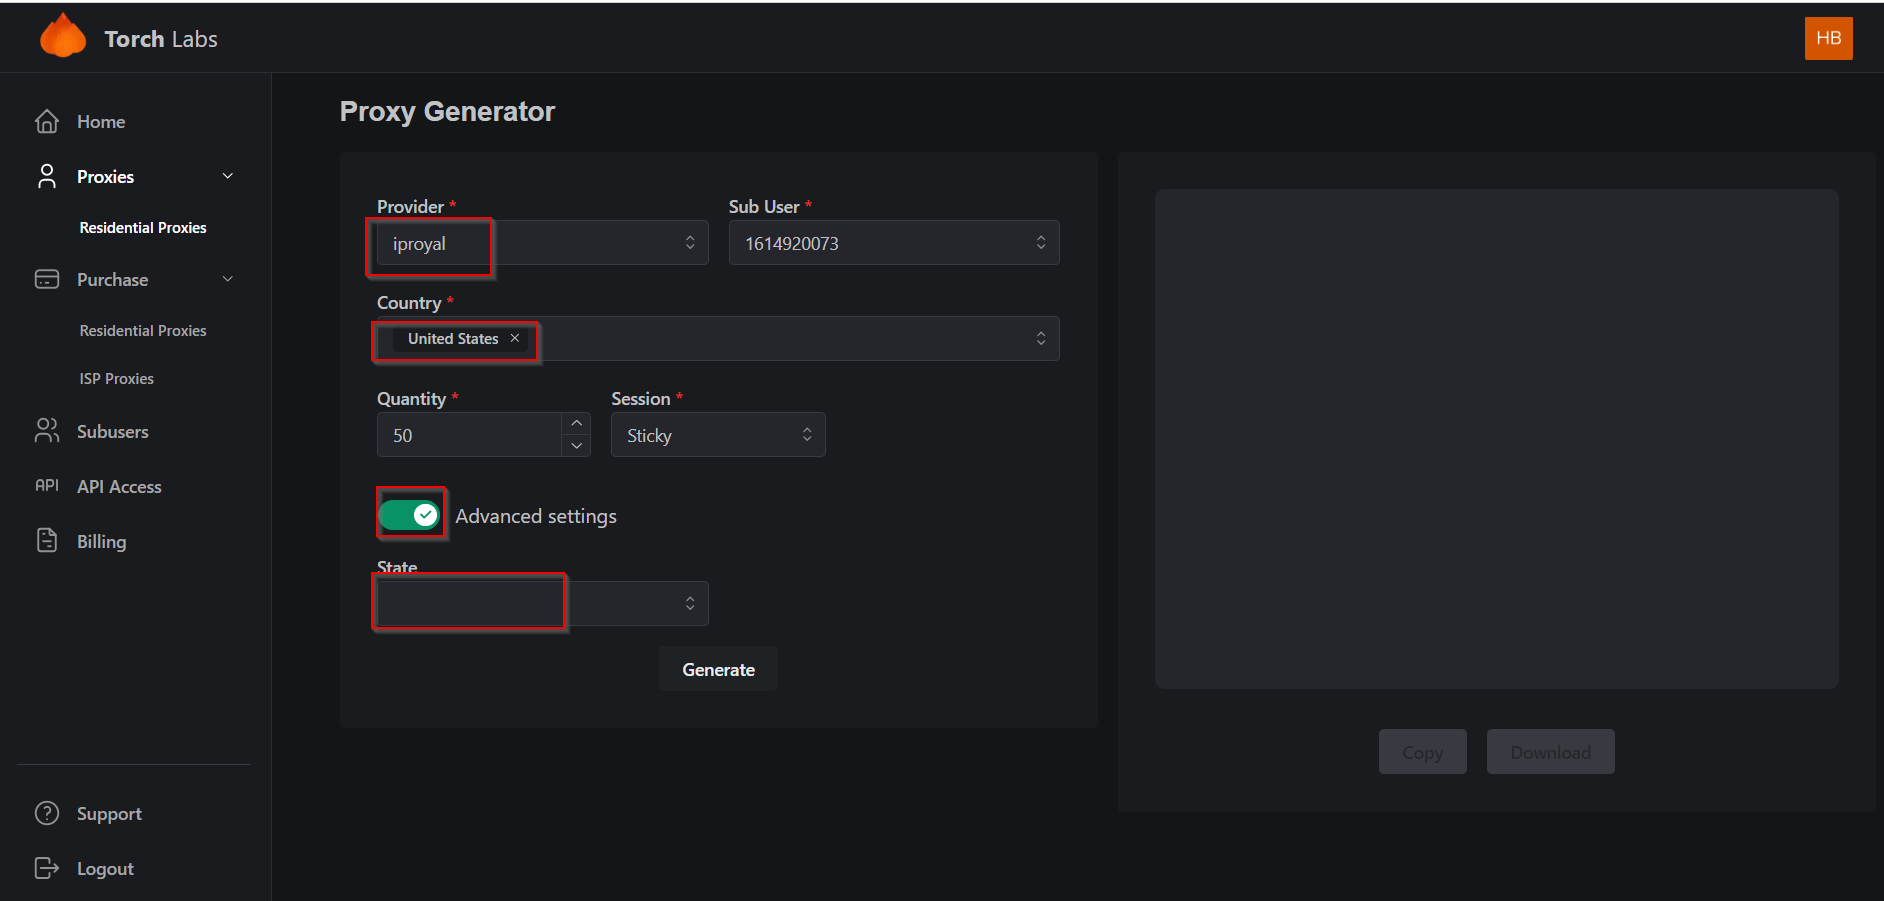 Torch Labs
HB
Home
Proxies
Residential Proxies
Purchase
Residential Proxies
ISP Proxies
Subusers
API API Access
Billing
Support
Logout
Proxy Generator
Provider * Sub User *
iproyal 1614920073
Country *
United States ×
Quantity * Session *
50 Sticky
Advanced settings
State
Generate
Copy Download